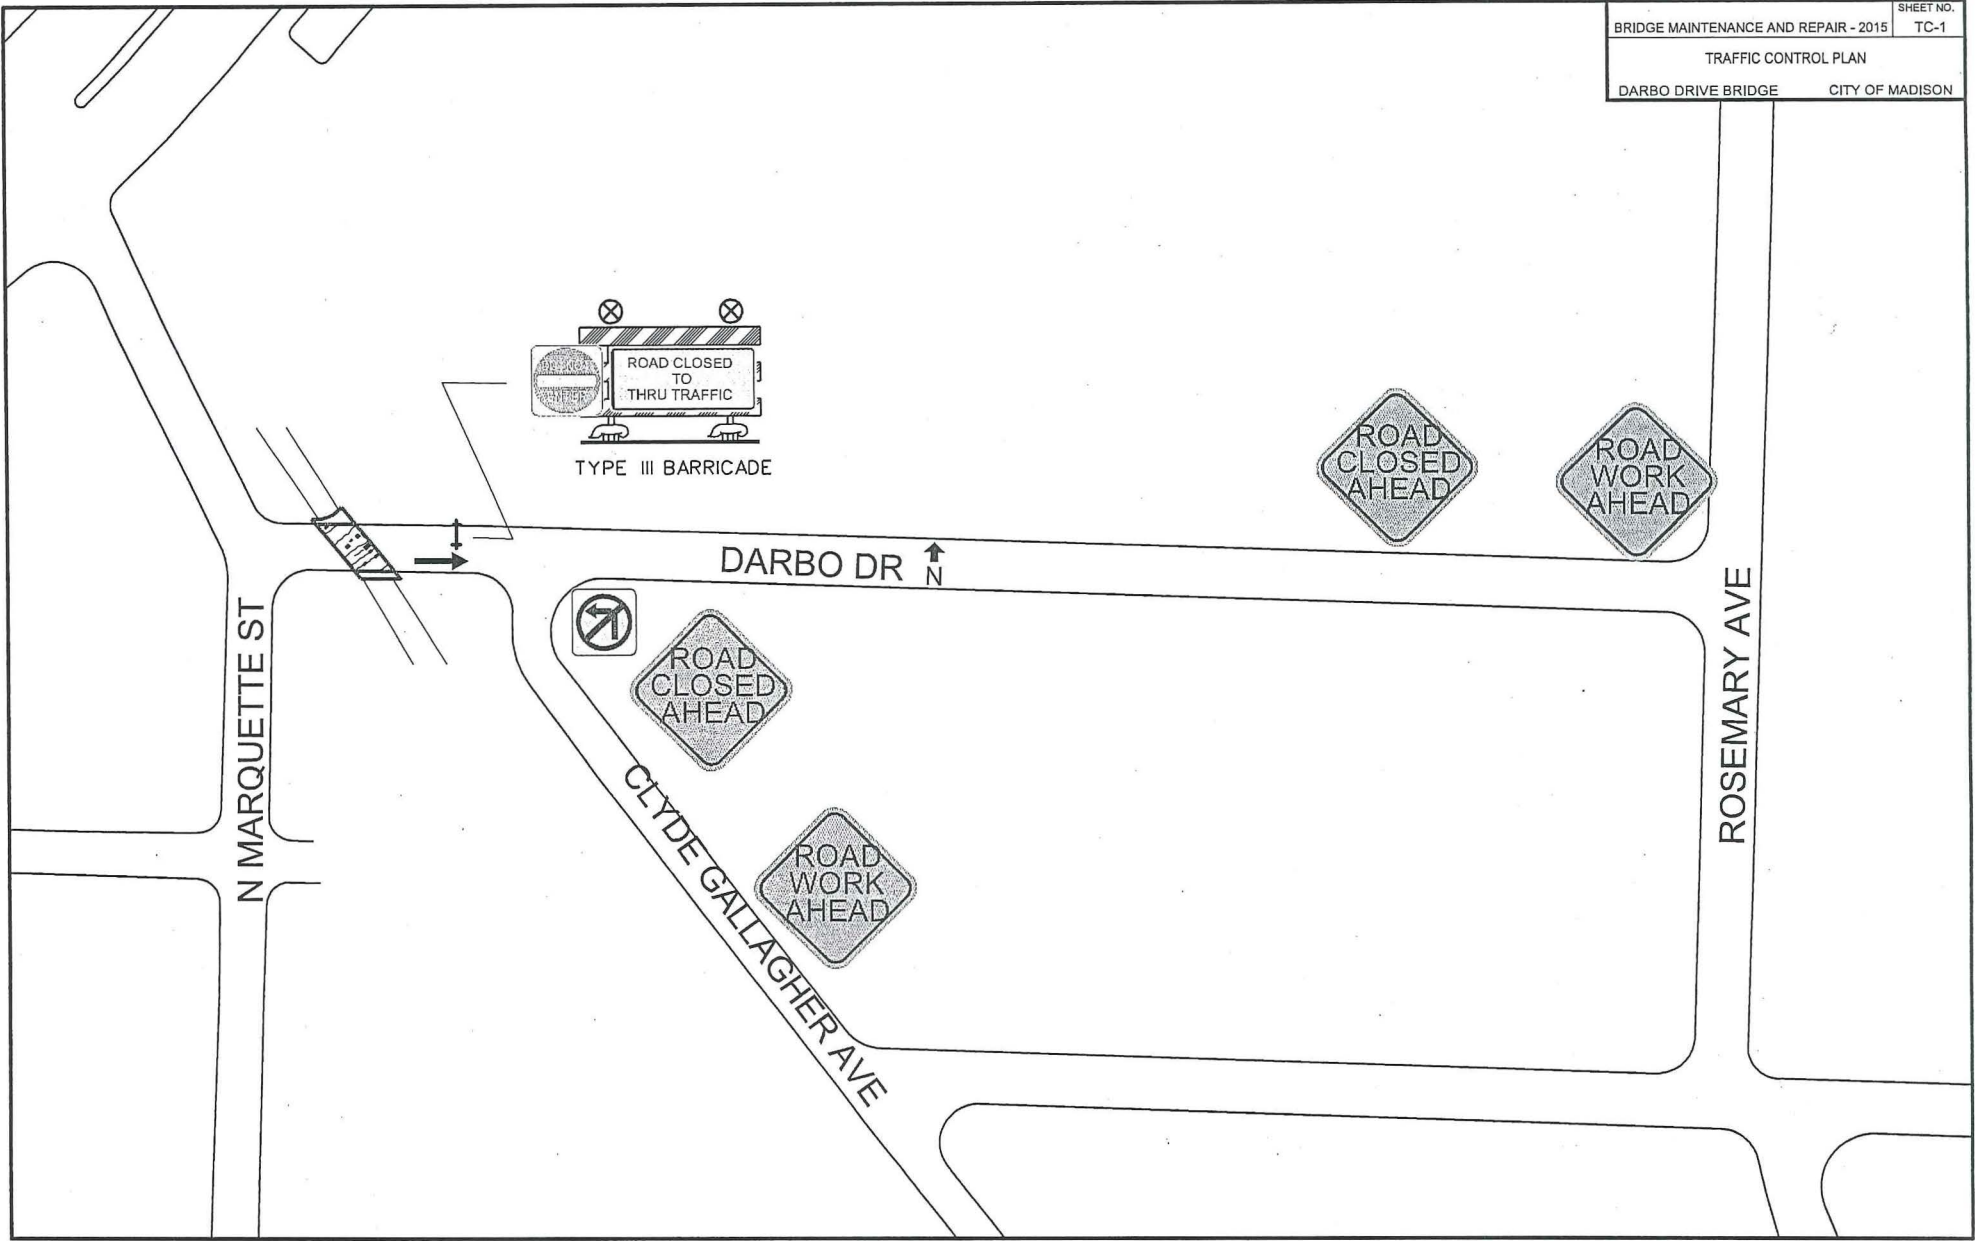 BRIDGE MAINTENANCE AND REPAIR - 2015
SHEET NO.
TC-1
TRAFFIC CONTROL PLAN
DARBO DRIVE BRIDGE
CITY OF MADISON
ROAD CLOSED
TO
THRU TRAFFIC
TYPE III BARRICADE
ROAD
CLOSED
AHEAD
ROAD
WORK
AHEAD
DARBO DR
N
ROAD
CLOSED
AHEAD
ROAD
WORK
AHEAD
N MARQUETTE ST
CLYDE GALLAGHER AVE
ROSEMARY AVE